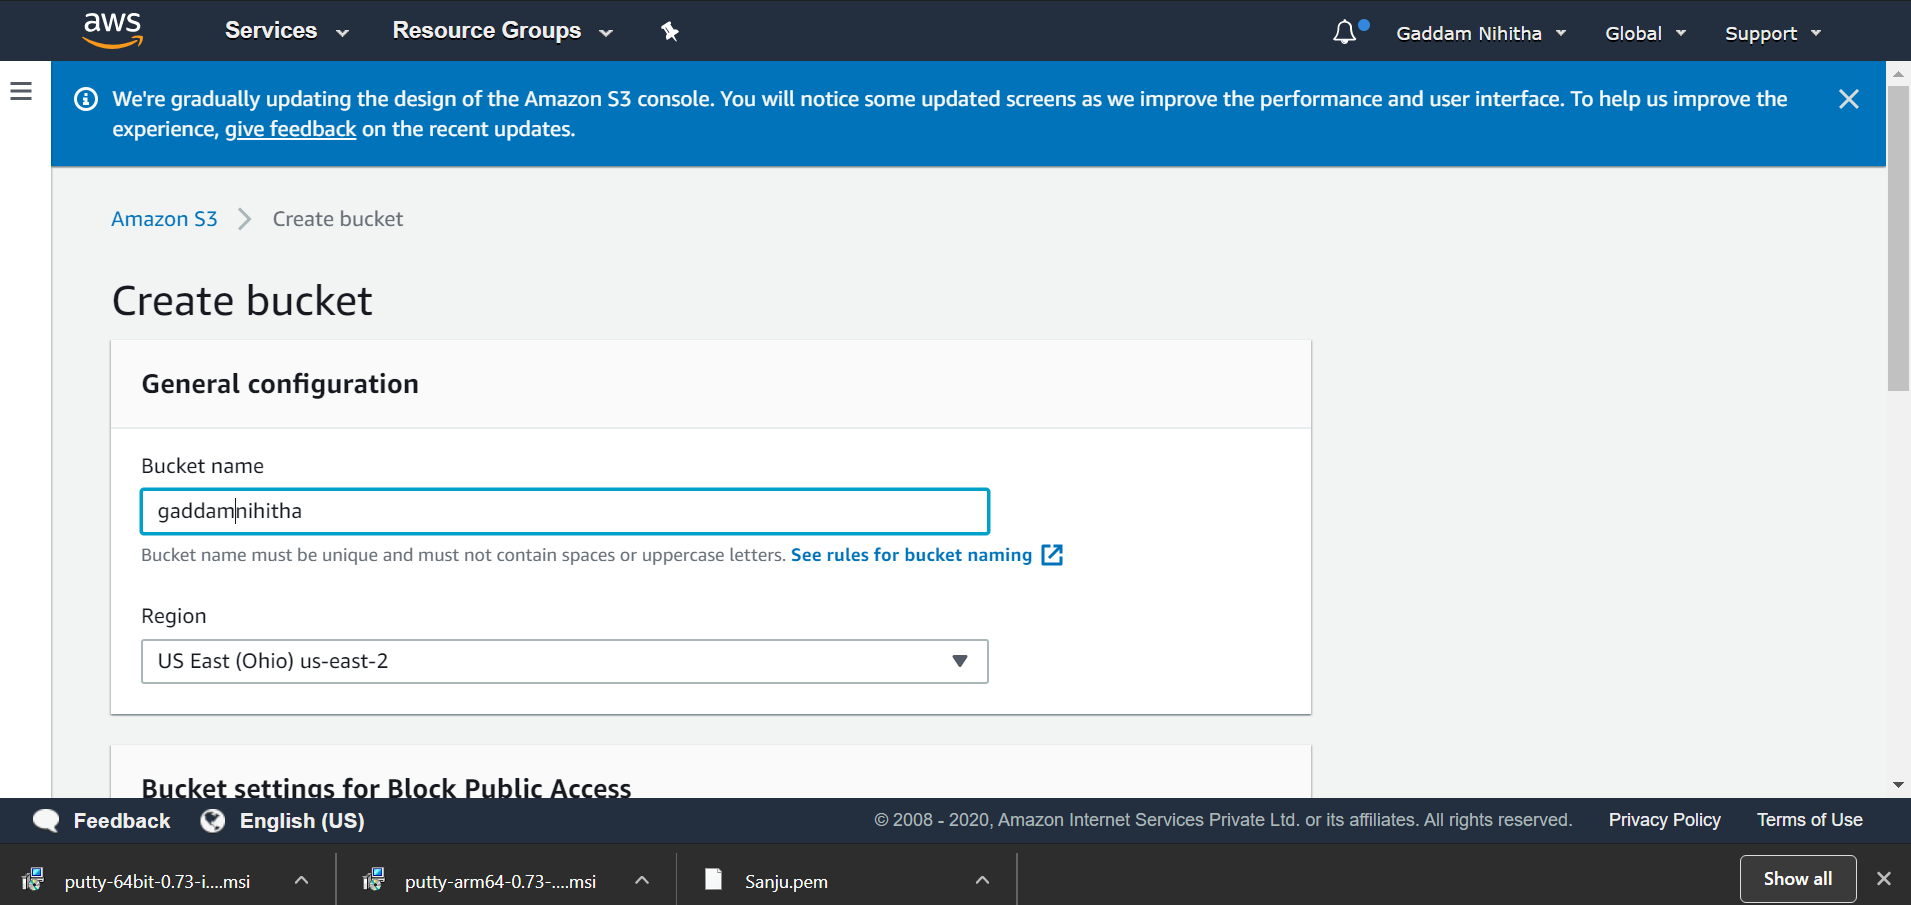 aws Services Resource Groups Gaddam Nihitha Global Support
We're gradually updating the design of the Amazon S3 console. You will notice some updated screens as we improve the performance and user interface. To help us improve the
experience, give feedback on the recent updates.
Amazon S3 Create bucket
Create bucket
General configuration
Bucket name
gaddamnihitha
Bucket name must be unique and must not contain spaces or uppercase letters. See rules for bucket naming
Region
US East (Ohio) us-east-2
Bucket settings for Block Public Access
Feedback English (US) © 2008 - 2020, Amazon Internet Services Private Ltd. or its affiliates. All rights reserved. Privacy Policy Terms of Use
putty-64bit-0.73-i....msi putty-arm64-0.73-....msi Sanju.pem Show all